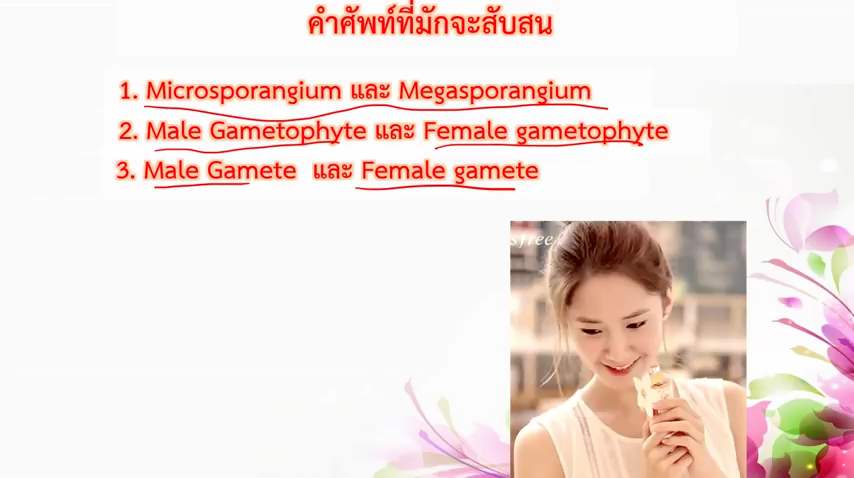 คำศัพท์ที่มักจะสับสน
1. Microsporangium และ Megasporangium
2. Male Gametophyte และ Female gametophyte
3. Male Gamete และ Female gamete
sfree